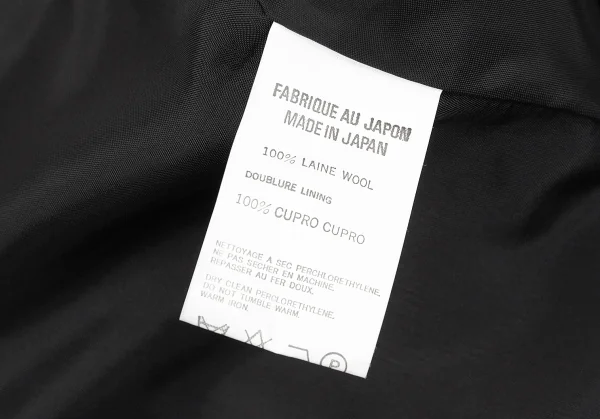 FABRIQUE AU JAPON
MADE IN JAPAN
100% LAINE WOOL
DOUBLURE LINING
100% CUPRO CUPRO
NETTOYAGE A SEC PERCHLORETHYLENE,
NE PAS SECHER EN MACHINE.
REPASSER AU FER DOUX.
DRY CLEAN PERCLORETHYLENE,
DO NOT TUMBLE WARM.
WARM IRON.
P